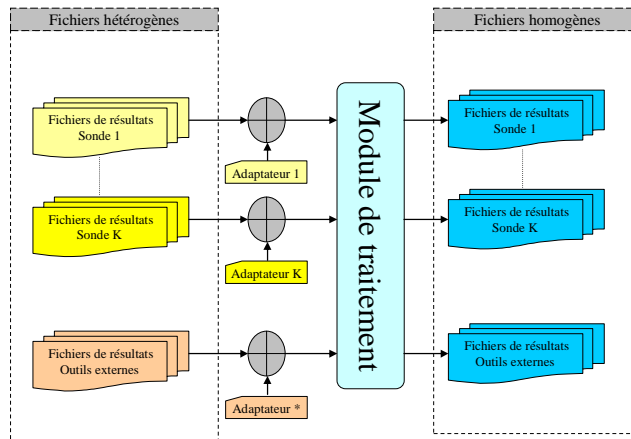 Fichiers hétérogènes
Fichiers homogènes
Fichiers de résultats
Sonde 1
Adaptateur 1
Fichiers de résultats
Sonde 1
Fichiers de résultats
Sonde K
Adaptateur K
Fichiers de résultats
Sonde K
Module de traitement
Fichiers de résultats
Outils externes
Adaptateur *
Fichiers de résultats
Outils externes